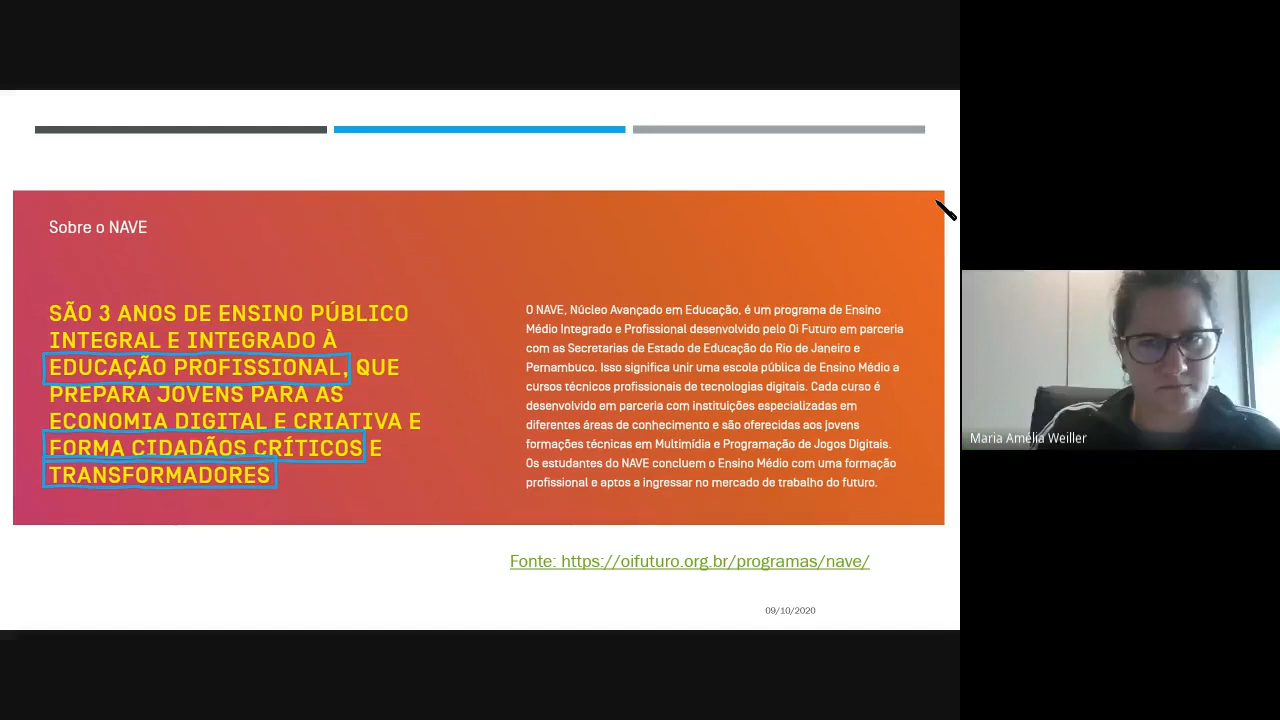 Sobre o NAVE
SÃO 3 ANOS DE ENSINO PÚBLICO
INTEGRAL E INTEGRADO À
EDUCAÇÃO PROFISSIONAL, QUE
PREPARA JOVENS PARA AS
ECONOMIA DIGITAL E CRIATIVA E
FORMA CIDADÃOS CRÍTICOS E
TRANSFORMADORES
O NAVE, Núcleo Avançado em Educação, é um programa de Ensino
Médio Integrado e Profissional desenvolvido pelo Oi Futuro em parceria
com as Secretarias de Estado de Educação do Rio de Janeiro e
Pernambuco. Isso significa unir uma escola pública de Ensino Médio a
cursos técnicos profissionais de tecnologias digitais. Cada curso é
desenvolvido em parceria com instituições especializadas em
diferentes áreas de conhecimento e são oferecidas aos jovens
formações técnicas em Multimídia e Programação de Jogos Digitais.
Os estudantes do NAVE concluem o Ensino Médio com uma formação
profissional e aptos a ingressar no mercado de trabalho do futuro.
Fonte: https://oifuturo.org.br/programas/nave/
09/10/2020
Maria Amélia Weiller